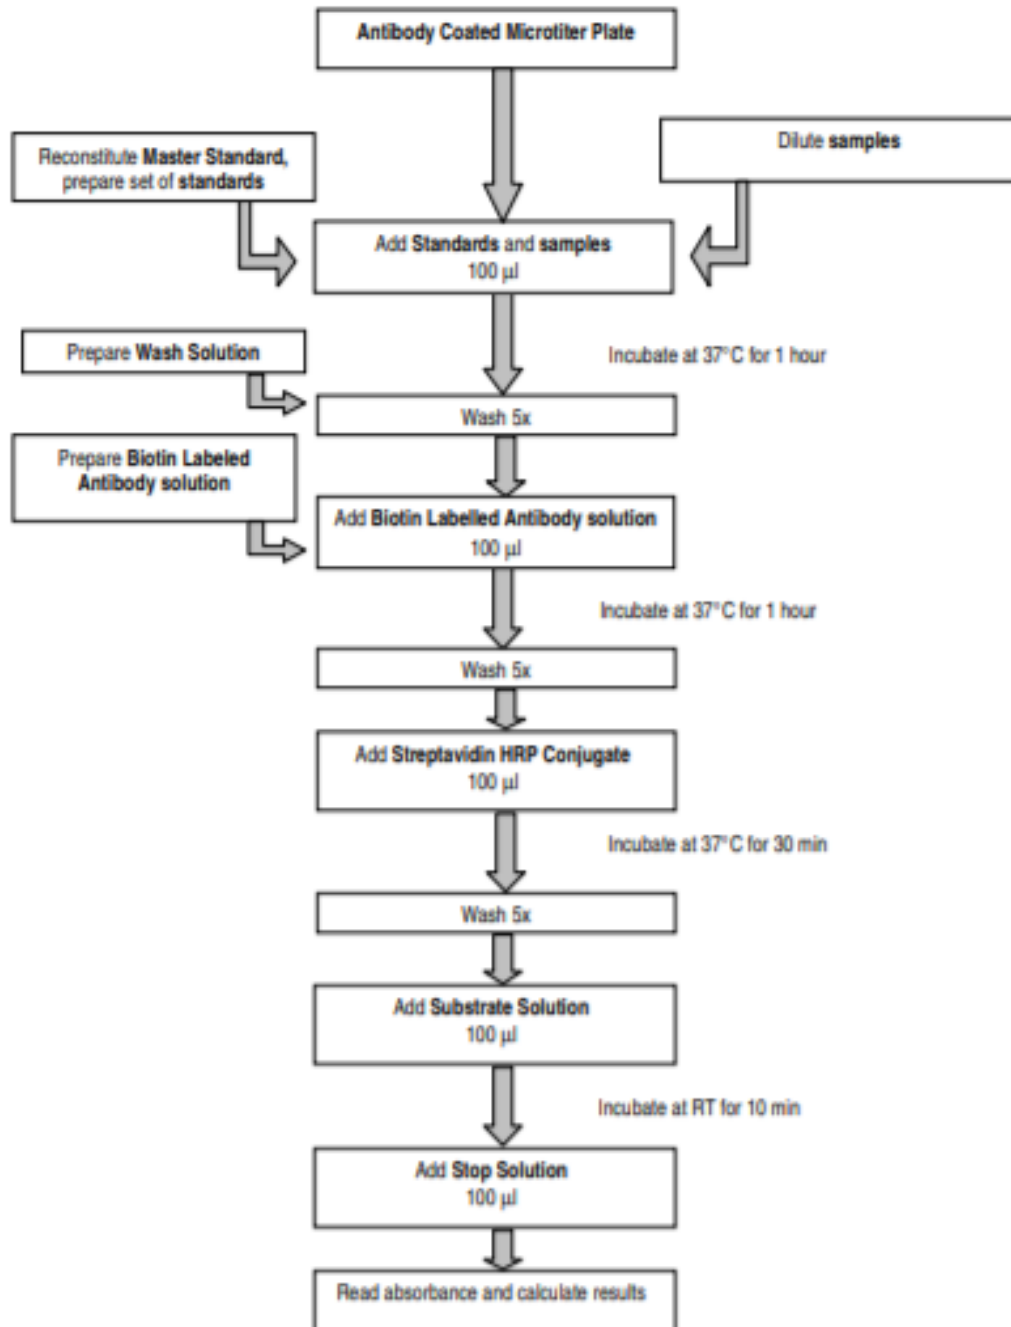 Antibody Coated Microtiter Plate
Reconstitute Master Standard,
prepare set of standards
Dilute samples
Add Standards and samples
100 µl
Incubate at 37°C for 1 hour
Prepare Wash Solution
Wash 5x
Prepare Biotin Labeled
Antibody solution
Add Biotin Labelled Antibody solution
100 µl
Incubate at 37°C for 1 hour
Wash 5x
Add Streptavidin HRP Conjugate
100 µl
Incubate at 37°C for 30 min
Wash 5x
Add Substrate Solution
100 µl
Incubate at RT for 10 min
Add Stop Solution
100 µl
Read absorbance and calculate results